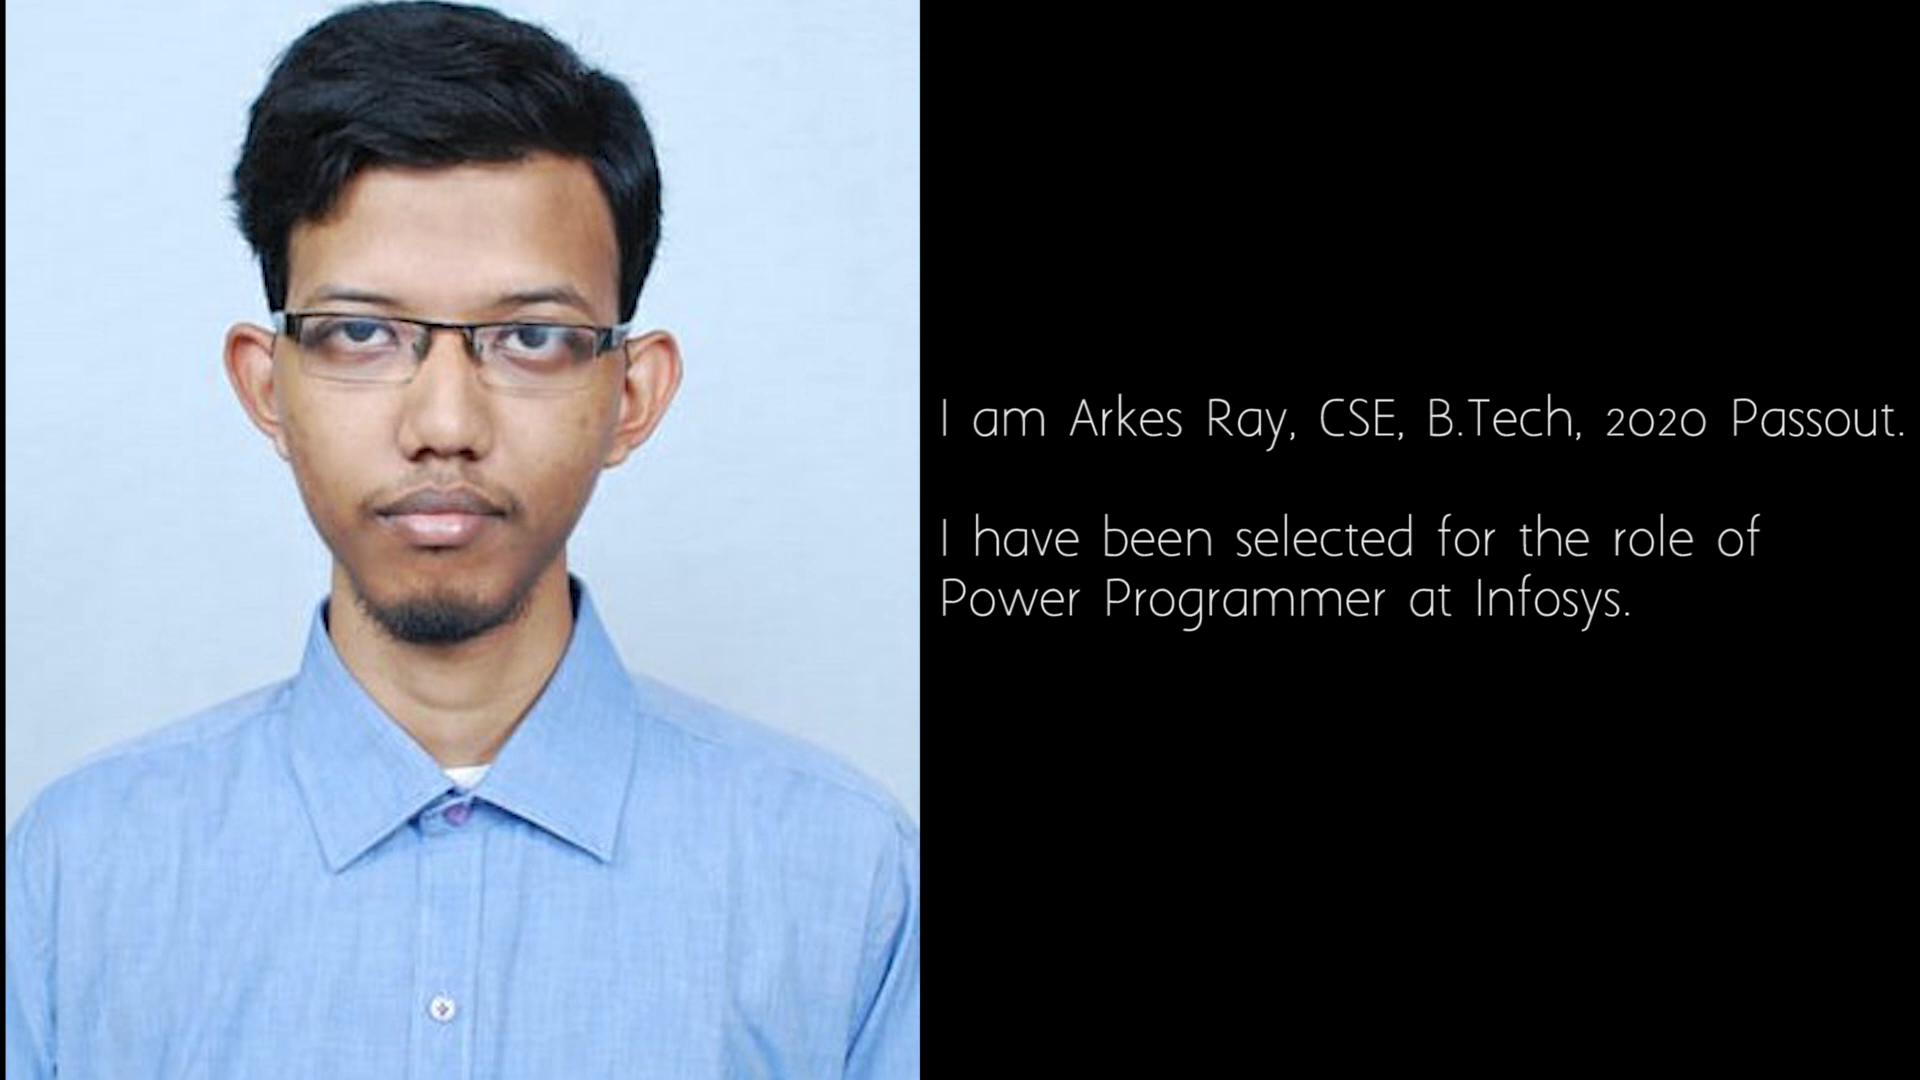 I am Arkes Ray, CSE, B.Tech, 2020 Passout.
I have been selected for the role of
Power Programmer at Infosys.